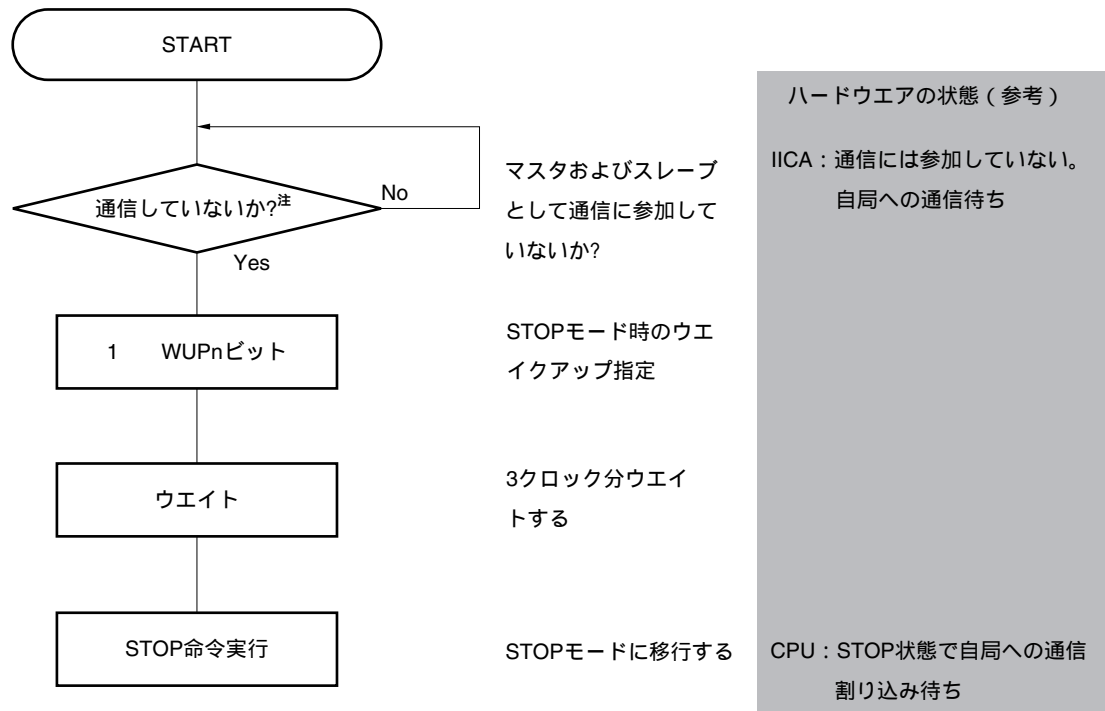 START
ハードウエアの状態（参考）
通信していないか?注
No
Yes
マスタおよびスレーブ
として通信に参加して
いないか?
IICA：通信には参加していない。
自局への通信待ち
1 WUPnビット
STOPモード時のウエ
イクアップ指定
ウエイト
3クロック分ウエイ
トする
STOP命令実行
STOPモードに移行する
CPU：STOP状態で自局への通信
割り込み待ち